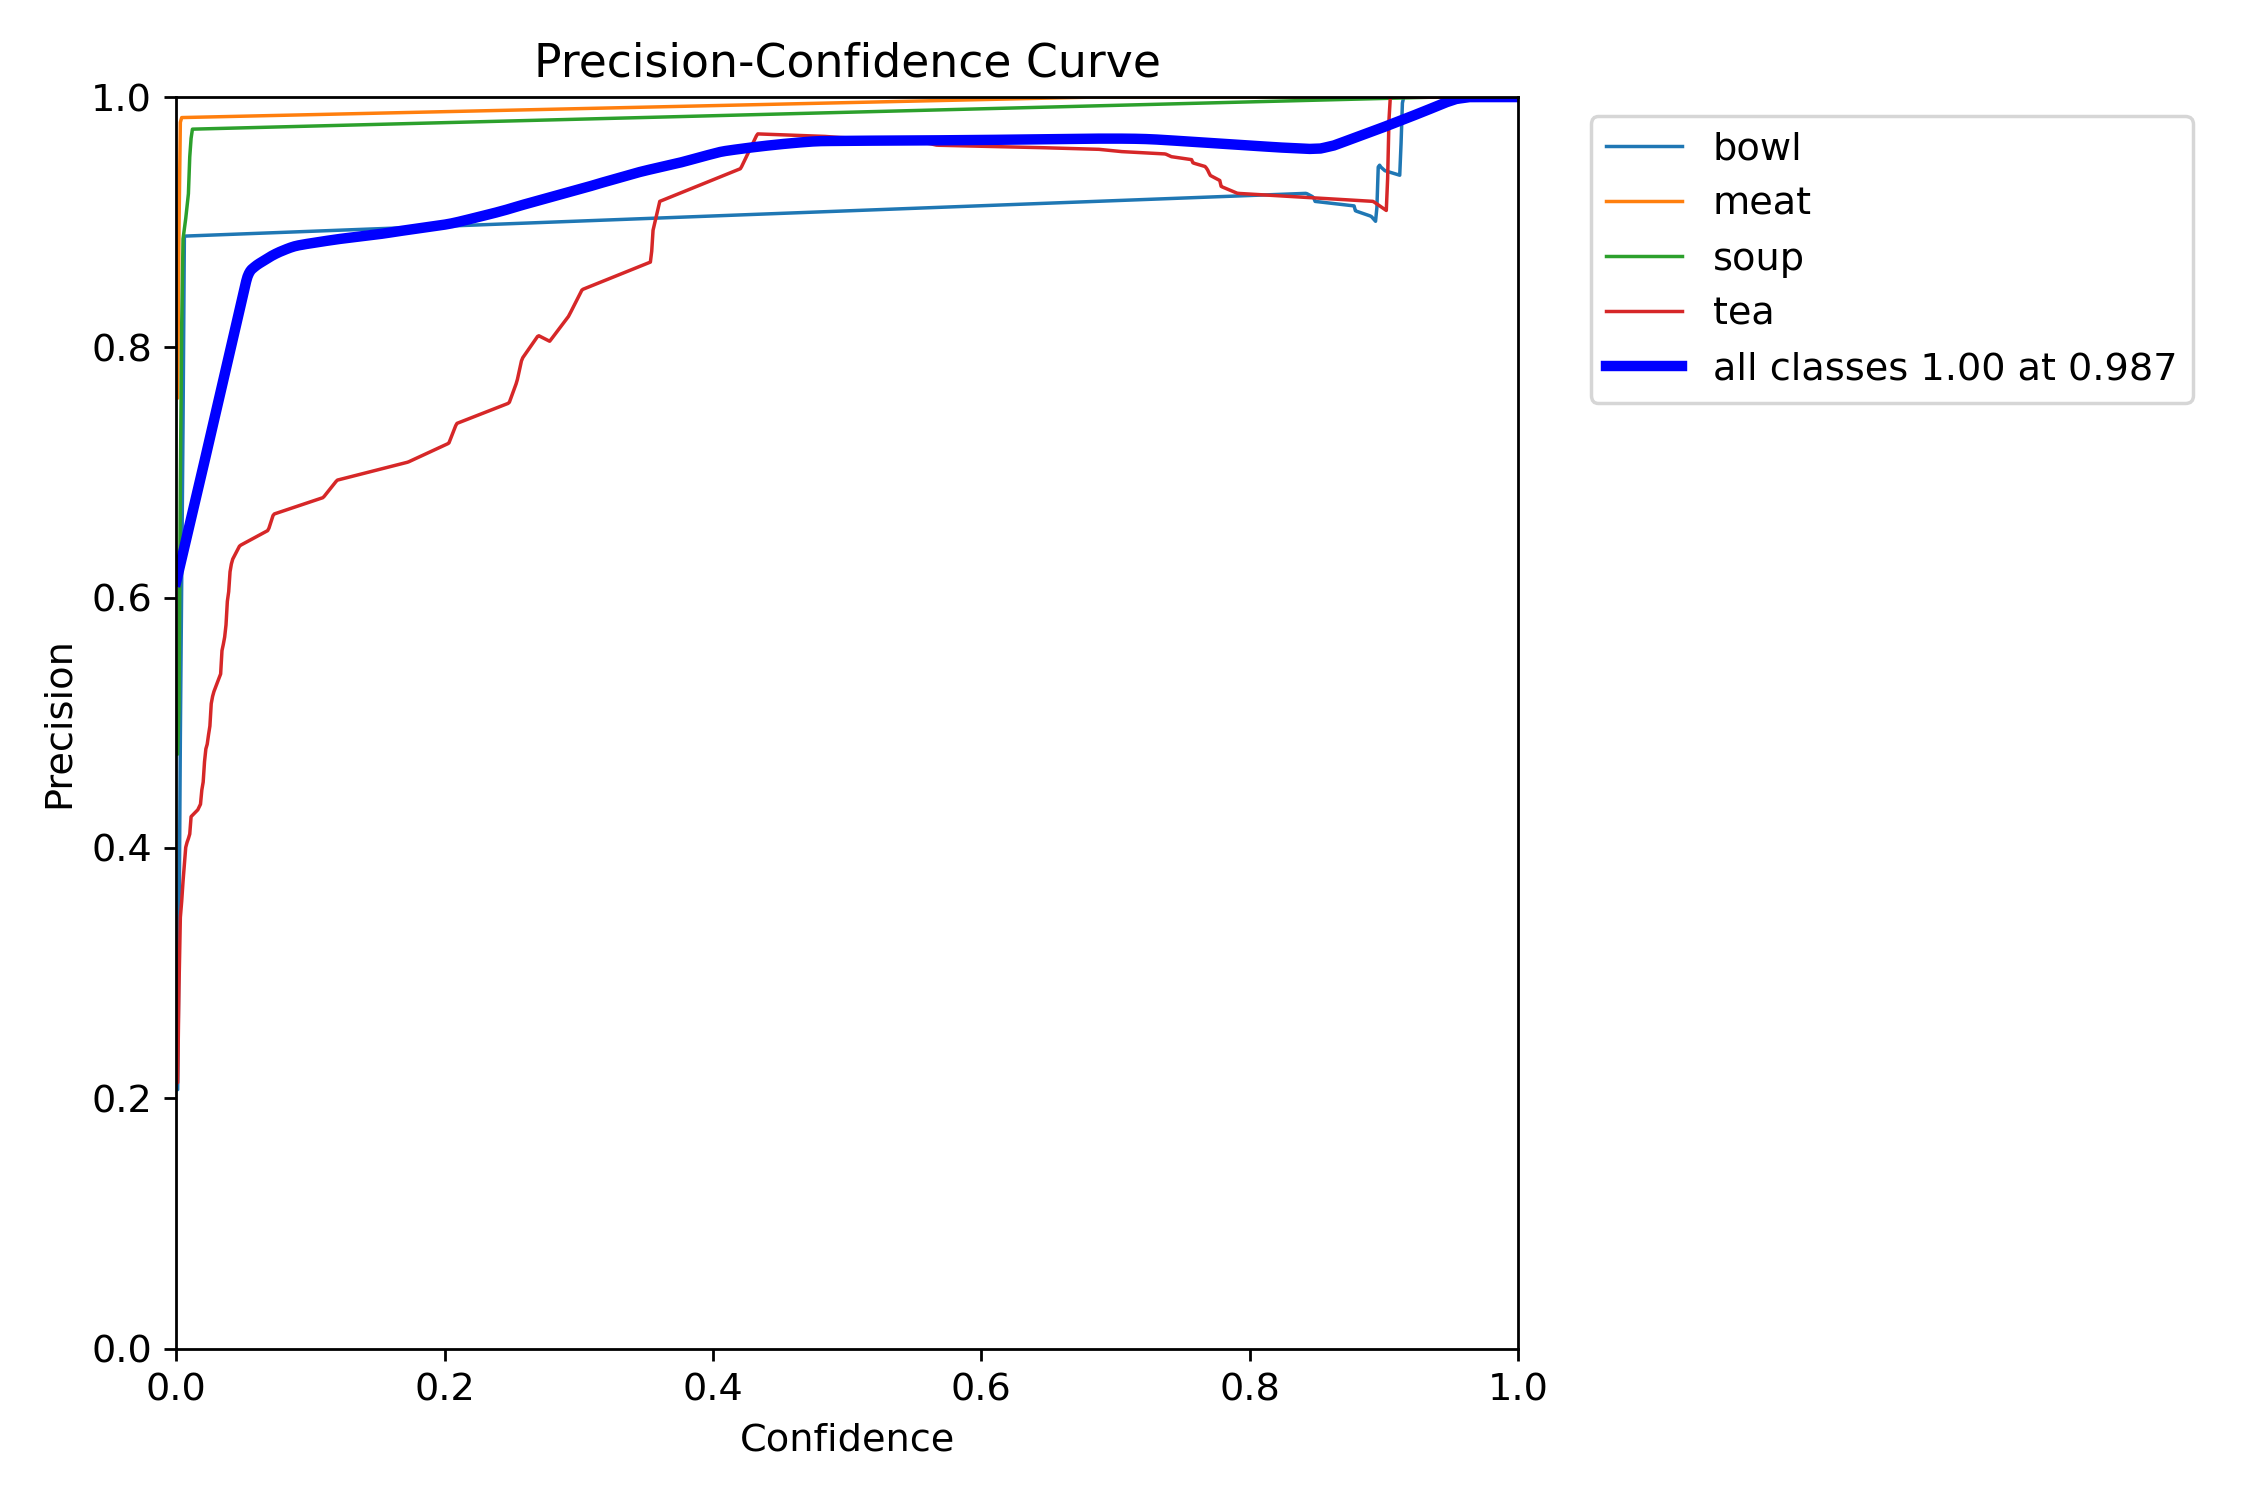 Precision-Confidence Curve
1.0
0.8
0.6
0.4
0.2
0.0
Precision
0.0 0.2 0.4 0.6 0.8 1.0
Confidence
bowl
meat
soup
tea
all classes 1.00 at 0.987